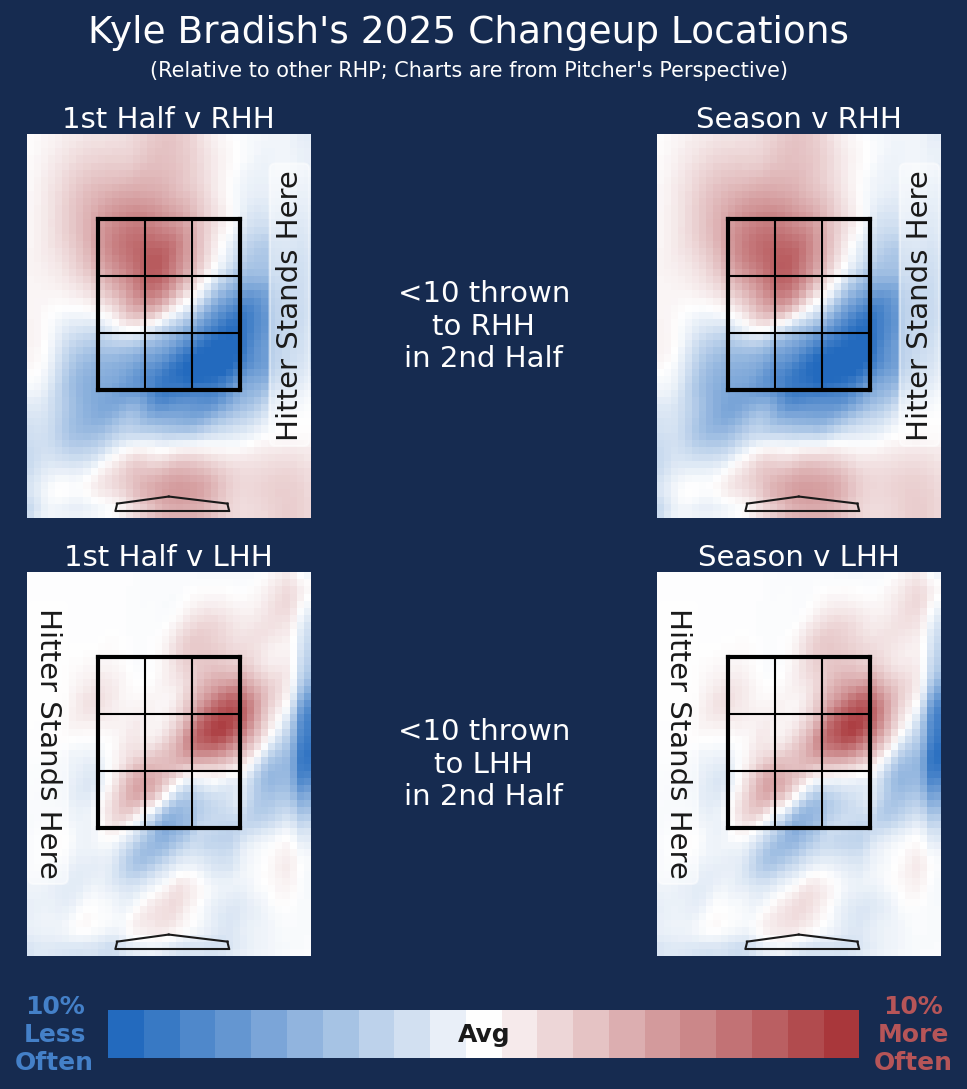 Kyle Bradish's 2025 Changeup Locations
(Relative to other RHP; Charts are from Pitcher's Perspective)
1st Half v RHH
Season v RHH
Hitter Stands Here
<10 thrown
to RHH
in 2nd Half
Hitter Stands Here
1st Half v LHH
Season v LHH
Hitter Stands Here
<10 thrown
to LHH
in 2nd Half
Hitter Stands Here
10%
Less
Often
Avg
10%
More
Often